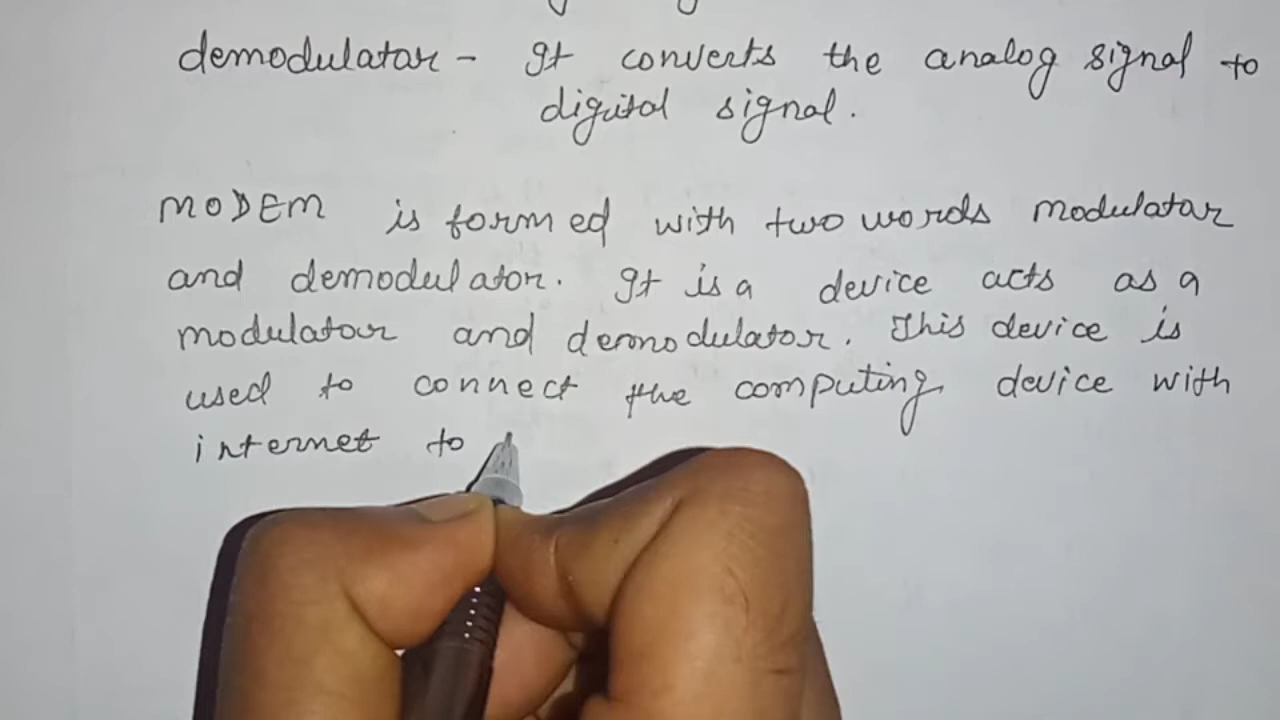 demodulatar - It converts the analog signal to
digital signal.
MODEM is formed with two words modulatar
and demodulator. It is a device acts as a
modulator and demodulator. This device is
used to connect the computing device with
internet to